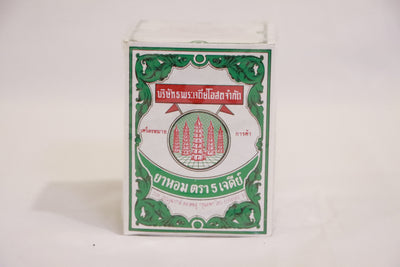 บริษัทพระเจดีย์โอสถจำกัด
เครื่องหมาย การค้า
ยาหอม ตรา ๕ เจดีย์